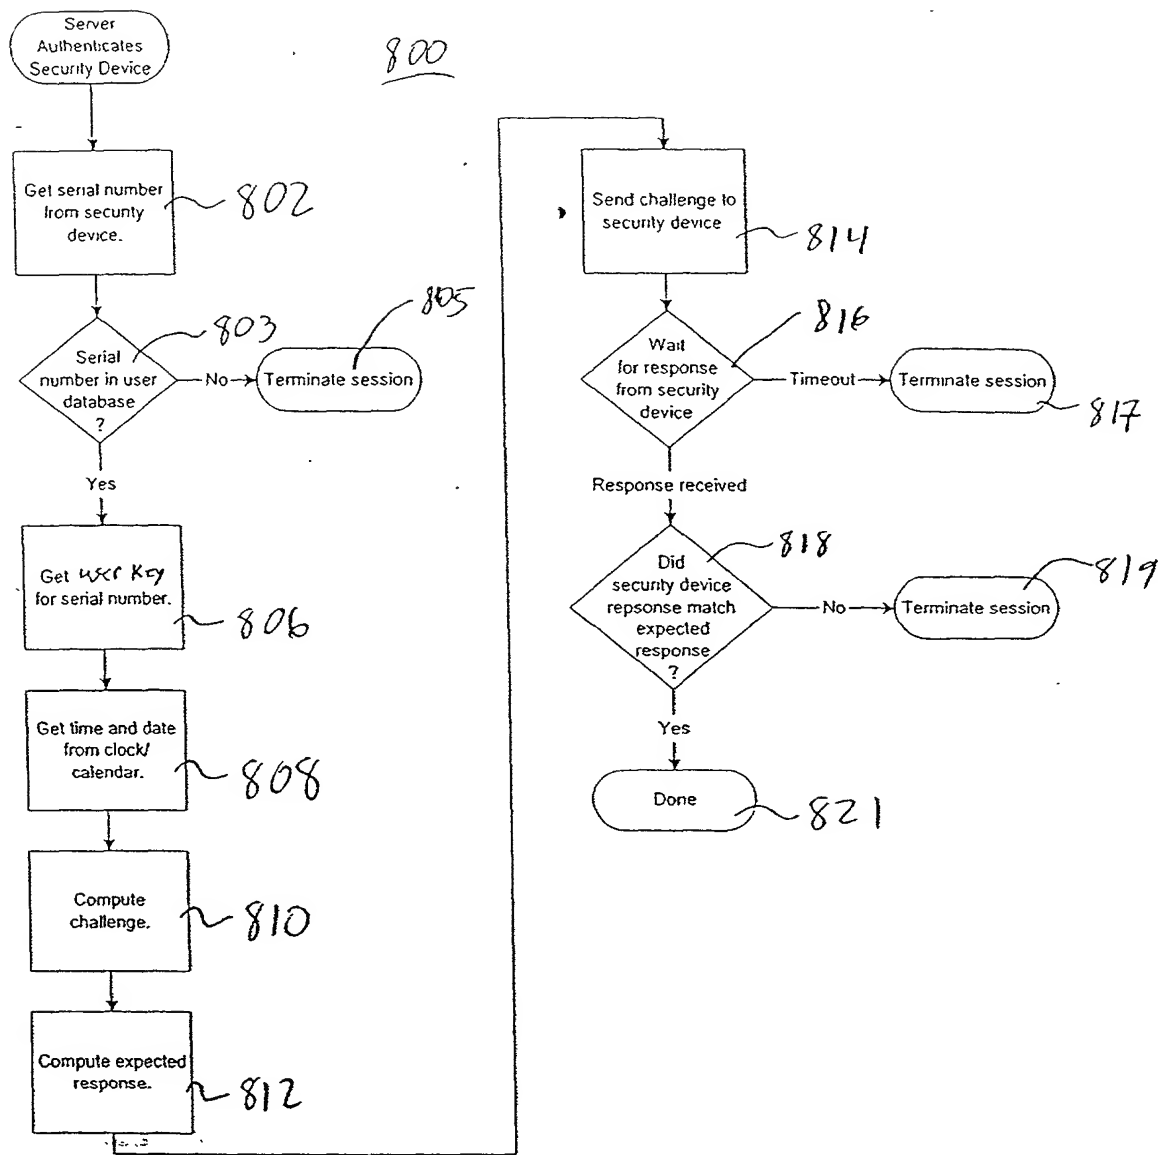 Server
Authenticates
Security Device
800
Get serial number
from security
device.
802
Serial
number in user
database
?
803
No
Terminate session
805
Yes
Get user Key
for serial number.
806
Get time and date
from clock/
calendar.
808
Compute
challenge.
810
Compute expected
response.
812
Send challenge to
security device
814
Wait
for response
from security
device
816
Timeout
Terminate session
817
Response received
Did
security device
repsonse match
expected
response
?
818
No
Terminate session
819
Yes
Done
821